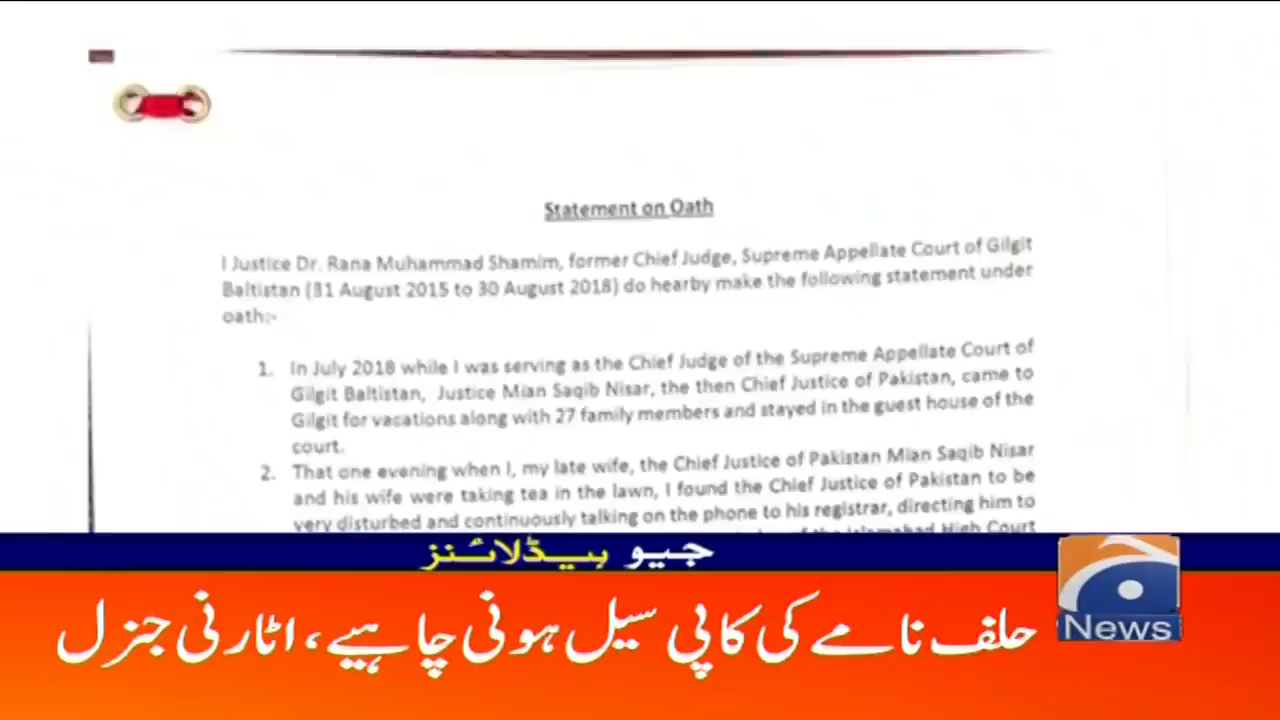 Statement on Oath
I Justice Dr. Rana Muhammad Shamim, former Chief Judge, Supreme Appellate Court of Gilgit
Baltistan (31 August 2015 to 30 August 2018) do hearby make the following statement under
oath:-
1. In July 2018 while I was serving as the Chief Judge of the Supreme Appellate Court of
Gilgit Baltistan, Justice Mian Saqib Nisar, the then Chief Justice of Pakistan, came to
Gilgit for vacations along with 27 family members and stayed in the guest house of the
court.
2. That one evening when I, my late wife, the Chief Justice of Pakistan Mian Saqib Nisar
and his wife were taking tea in the lawn, I found the Chief Justice of Pakistan to be
very disturbed and continuously talking on the phone to his registrar, directing him to
of the Islamabad High Court
جیو ہیڈلائنز
حلف نامے کی کاپی سیل ہونی چاہیے، اٹارنی جنرل
News